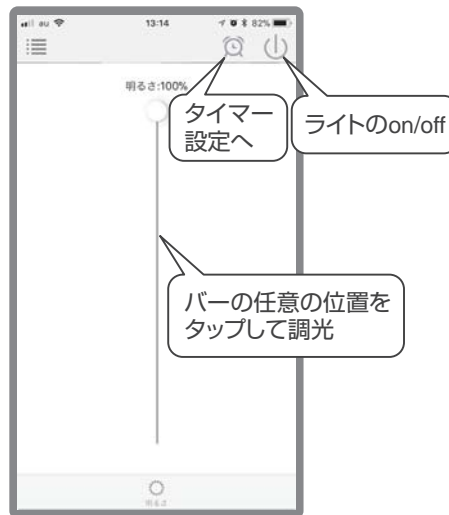 au 13:14 82%
明るさ:100%
タイマー
設定へ
ライトのon/off
バーの任意の位置を
タップして調光
明るさ